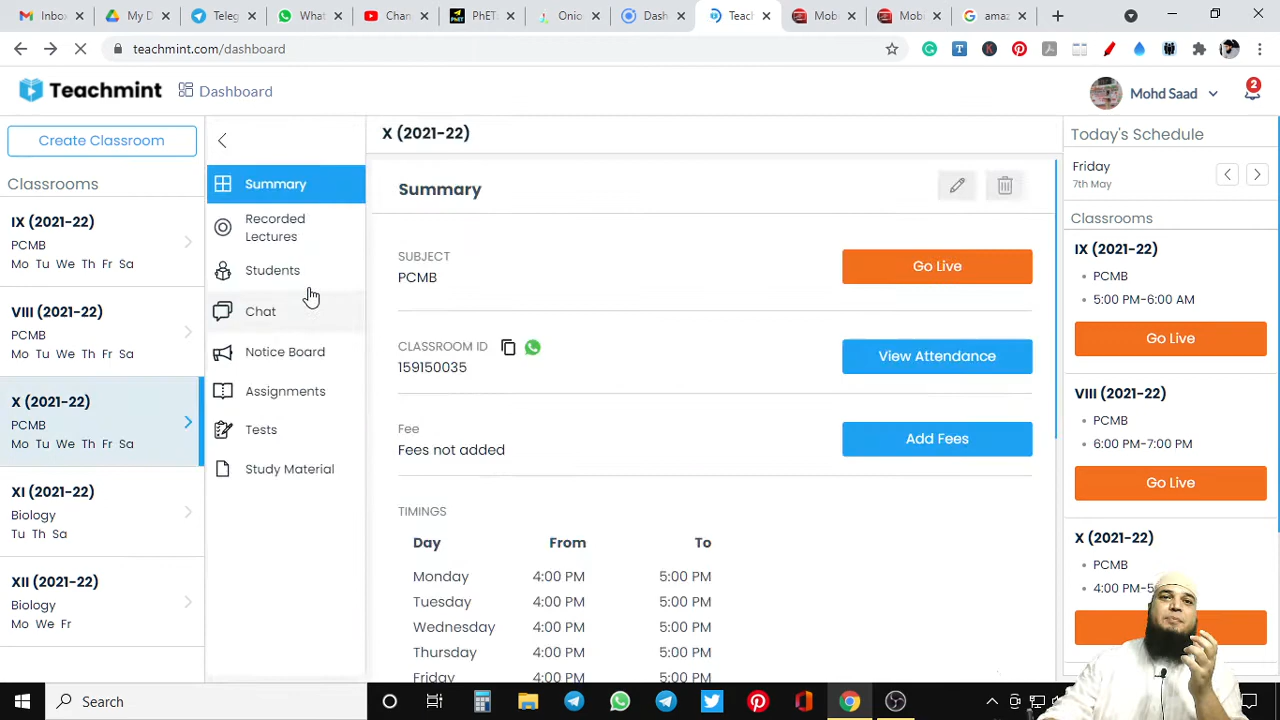 Inbo
My D
Teleg
What
Chan
PhET
Onio
Dash
Teac
Mob
Mob
amaz
teachmint.com/dashboard
Teachmint
Dashboard
Mohd Saad
2
Create Classroom
Classrooms
IX (2021-22)
PCMB
Mo Tu We Th Fr Sa
VIII (2021-22)
PCMB
Mo Tu We Th Fr Sa
X (2021-22)
PCMB
Mo Tu We Th Fr Sa
XI (2021-22)
Biology
Tu Th Sa
XII (2021-22)
Biology
Mo We Fr
Summary
Recorded
Lectures
Students
Chat
Notice Board
Assignments
Tests
Study Material
X (2021-22)
Summary
SUBJECT
PCMB
Go Live
CLASSROOM ID
159150035
View Attendance
Fee
Fees not added
Add Fees
TIMINGS
Day From To
Monday 4:00 PM 5:00 PM
Tuesday 4:00 PM 5:00 PM
Wednesday 4:00 PM 5:00 PM
Thursday 4:00 PM 5:00 PM
Friday 4:00 PM 5:00 PM
Today's Schedule
Friday
7th May
Classrooms
IX (2021-22)
PCMB
5:00 PM-6:00 AM
Go Live
VIII (2021-22)
PCMB
6:00 PM-7:00 PM
Go Live
X (2021-22)
PCMB
4:00 PM-5
Search